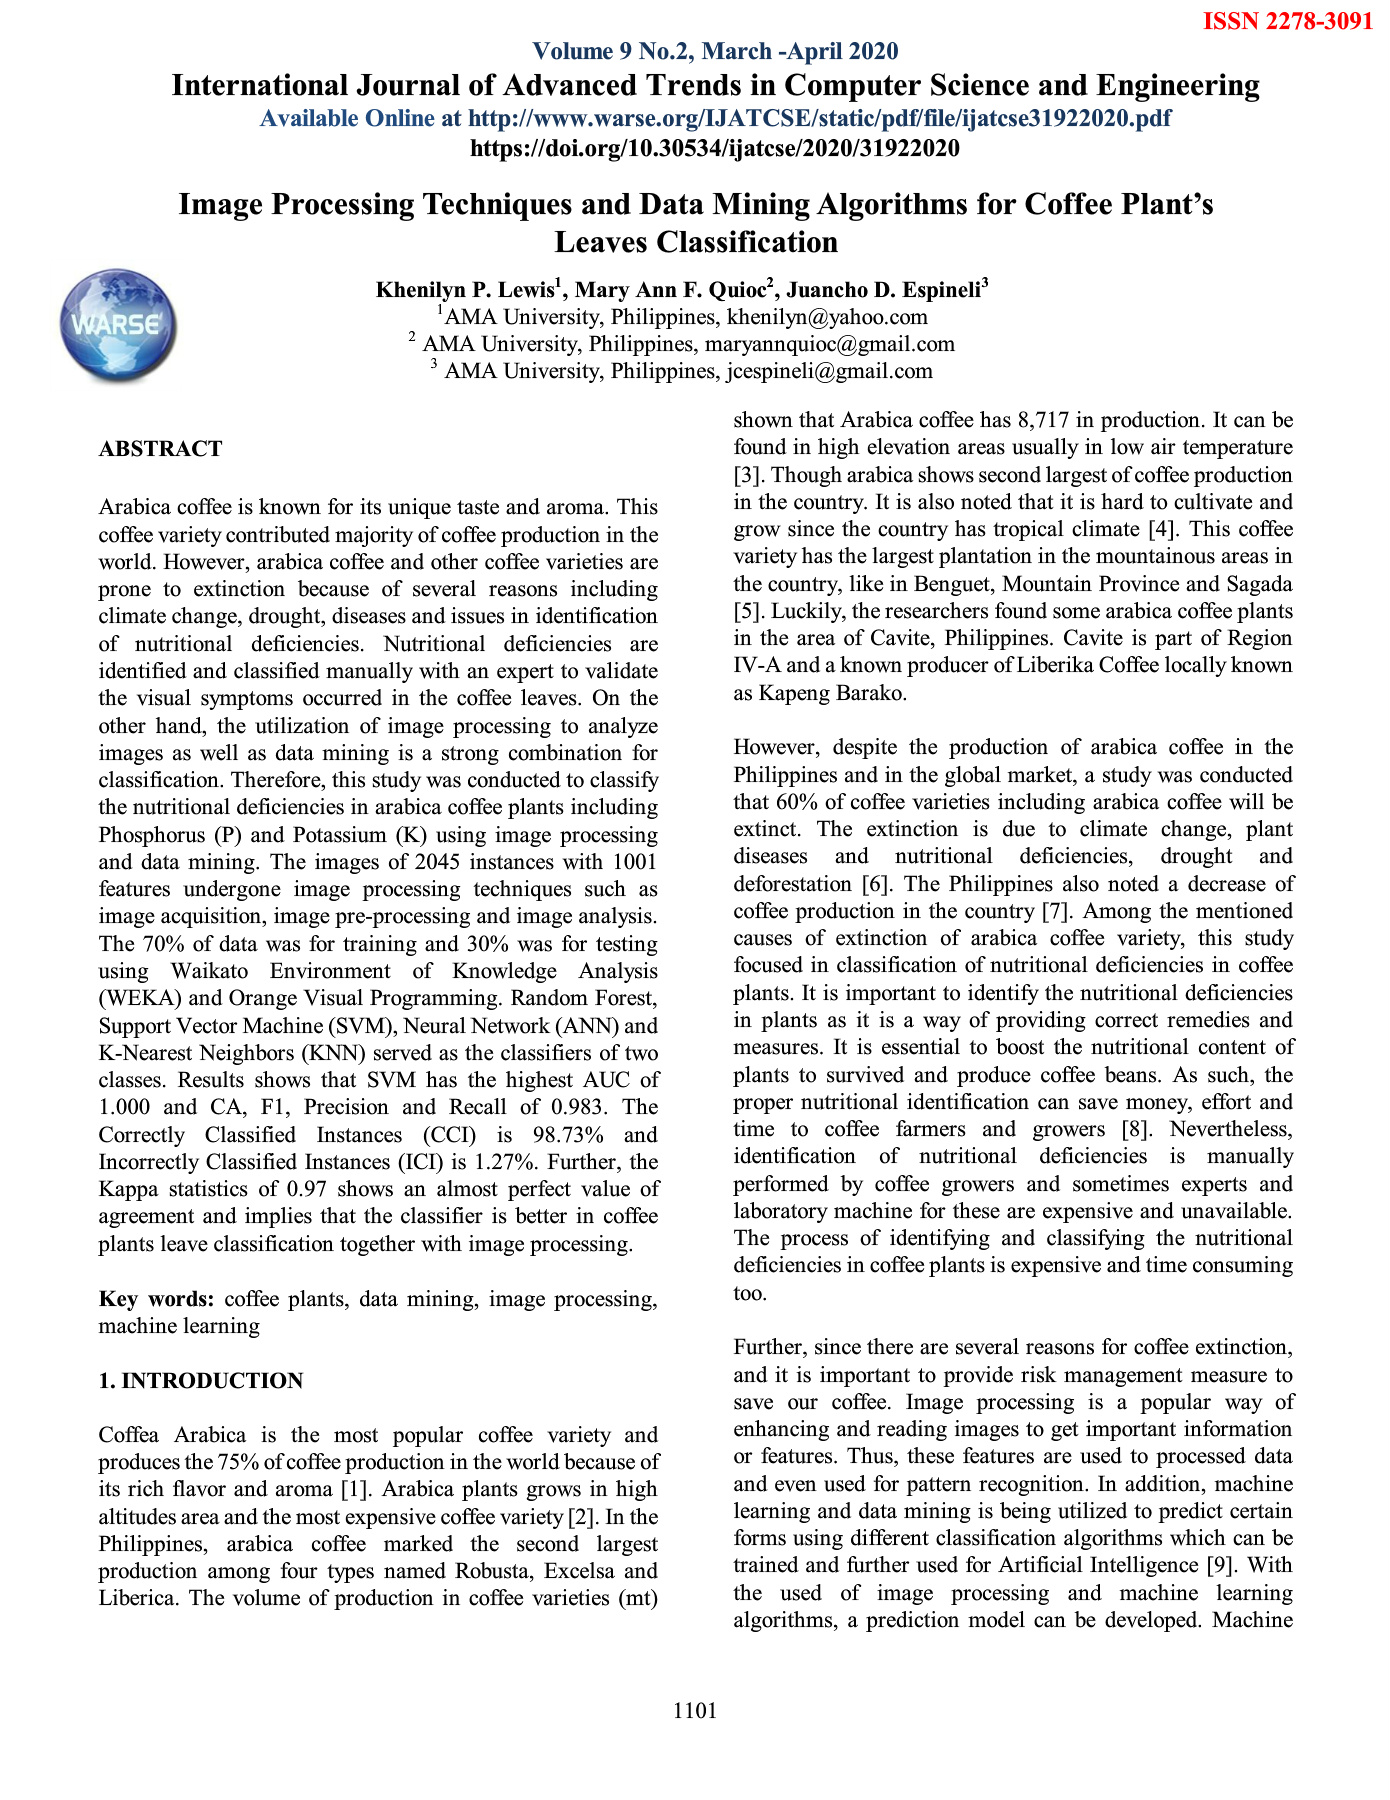 ISSN 2278-3091
Volume 9 No.2, March -April 2020
International Journal of Advanced Trends in Computer Science and Engineering
Available Online at http://www.warse.org/IJATCSE/static/pdf/file/ijatcse31922020.pdf
https://doi.org/10.30534/ijatcse/2020/31922020
Image Processing Techniques and Data Mining Algorithms for Coffee Plant’s
Leaves Classification
WARSE
Khenilyn P. Lewis1, Mary Ann F. Quioc2, Juancho D. Espineli3
1AMA University, Philippines, khenilyn@yahoo.com
2 AMA University, Philippines, maryannquioc@gmail.com
3 AMA University, Philippines, jcespineli@gmail.com
ABSTRACT
Arabica coffee is known for its unique taste and aroma. This
coffee variety contributed majority of coffee production in the
world. However, arabica coffee and other coffee varieties are
prone to extinction because of several reasons including
climate change, drought, diseases and issues in identification
of nutritional deficiencies. Nutritional deficiencies are
identified and classified manually with an expert to validate
the visual symptoms occurred in the coffee leaves. On the
other hand, the utilization of image processing to analyze
images as well as data mining is a strong combination for
classification. Therefore, this study was conducted to classify
the nutritional deficiencies in arabica coffee plants including
Phosphorus (P) and Potassium (K) using image processing
and data mining. The images of 2045 instances with 1001
features undergone image processing techniques such as
image acquisition, image pre-processing and image analysis.
The 70% of data was for training and 30% was for testing
using Waikato Environment of Knowledge Analysis
(WEKA) and Orange Visual Programming. Random Forest,
Support Vector Machine (SVM), Neural Network (ANN) and
K-Nearest Neighbors (KNN) served as the classifiers of two
classes. Results shows that SVM has the highest AUC of
1.000 and CA, F1, Precision and Recall of 0.983. The
Correctly Classified Instances (CCI) is 98.73% and
Incorrectly Classified Instances (ICI) is 1.27%. Further, the
Kappa statistics of 0.97 shows an almost perfect value of
agreement and implies that the classifier is better in coffee
plants leave classification together with image processing.
Key words: coffee plants, data mining, image processing,
machine learning
1. INTRODUCTION
Coffea Arabica is the most popular coffee variety and
produces the 75% of coffee production in the world because of
its rich flavor and aroma [1]. Arabica plants grows in high
altitudes area and the most expensive coffee variety [2]. In the
Philippines, arabica coffee marked the second largest
production among four types named Robusta, Excelsa and
Liberica. The volume of production in coffee varieties (mt)
shown that Arabica coffee has 8,717 in production. It can be
found in high elevation areas usually in low air temperature
[3]. Though arabica shows second largest of coffee production
in the country. It is also noted that it is hard to cultivate and
grow since the country has tropical climate [4]. This coffee
variety has the largest plantation in the mountainous areas in
the country, like in Benguet, Mountain Province and Sagada
[5]. Luckily, the researchers found some arabica coffee plants
in the area of Cavite, Philippines. Cavite is part of Region
IV-A and a known producer of Liberika Coffee locally known
as Kapeng Barako.
However, despite the production of arabica coffee in the
Philippines and in the global market, a study was conducted
that 60% of coffee varieties including arabica coffee will be
extinct. The extinction is due to climate change, plant
diseases and nutritional deficiencies, drought and
deforestation [6]. The Philippines also noted a decrease of
coffee production in the country [7]. Among the mentioned
causes of extinction of arabica coffee variety, this study
focused in classification of nutritional deficiencies in coffee
plants. It is important to identify the nutritional deficiencies
in plants as it is a way of providing correct remedies and
measures. It is essential to boost the nutritional content of
plants to survived and produce coffee beans. As such, the
proper nutritional identification can save money, effort and
time to coffee farmers and growers [8]. Nevertheless,
identification of nutritional deficiencies is manually
performed by coffee growers and sometimes experts and
laboratory machine for these are expensive and unavailable.
The process of identifying and classifying the nutritional
deficiencies in coffee plants is expensive and time consuming
too.
Further, since there are several reasons for coffee extinction,
and it is important to provide risk management measure to
save our coffee. Image processing is a popular way of
enhancing and reading images to get important information
or features. Thus, these features are used to processed data
and even used for pattern recognition. In addition, machine
learning and data mining is being utilized to predict certain
forms using different classification algorithms which can be
trained and further used for Artificial Intelligence [9]. With
the used of image processing and machine learning
algorithms, a prediction model can be developed. Machine
1101